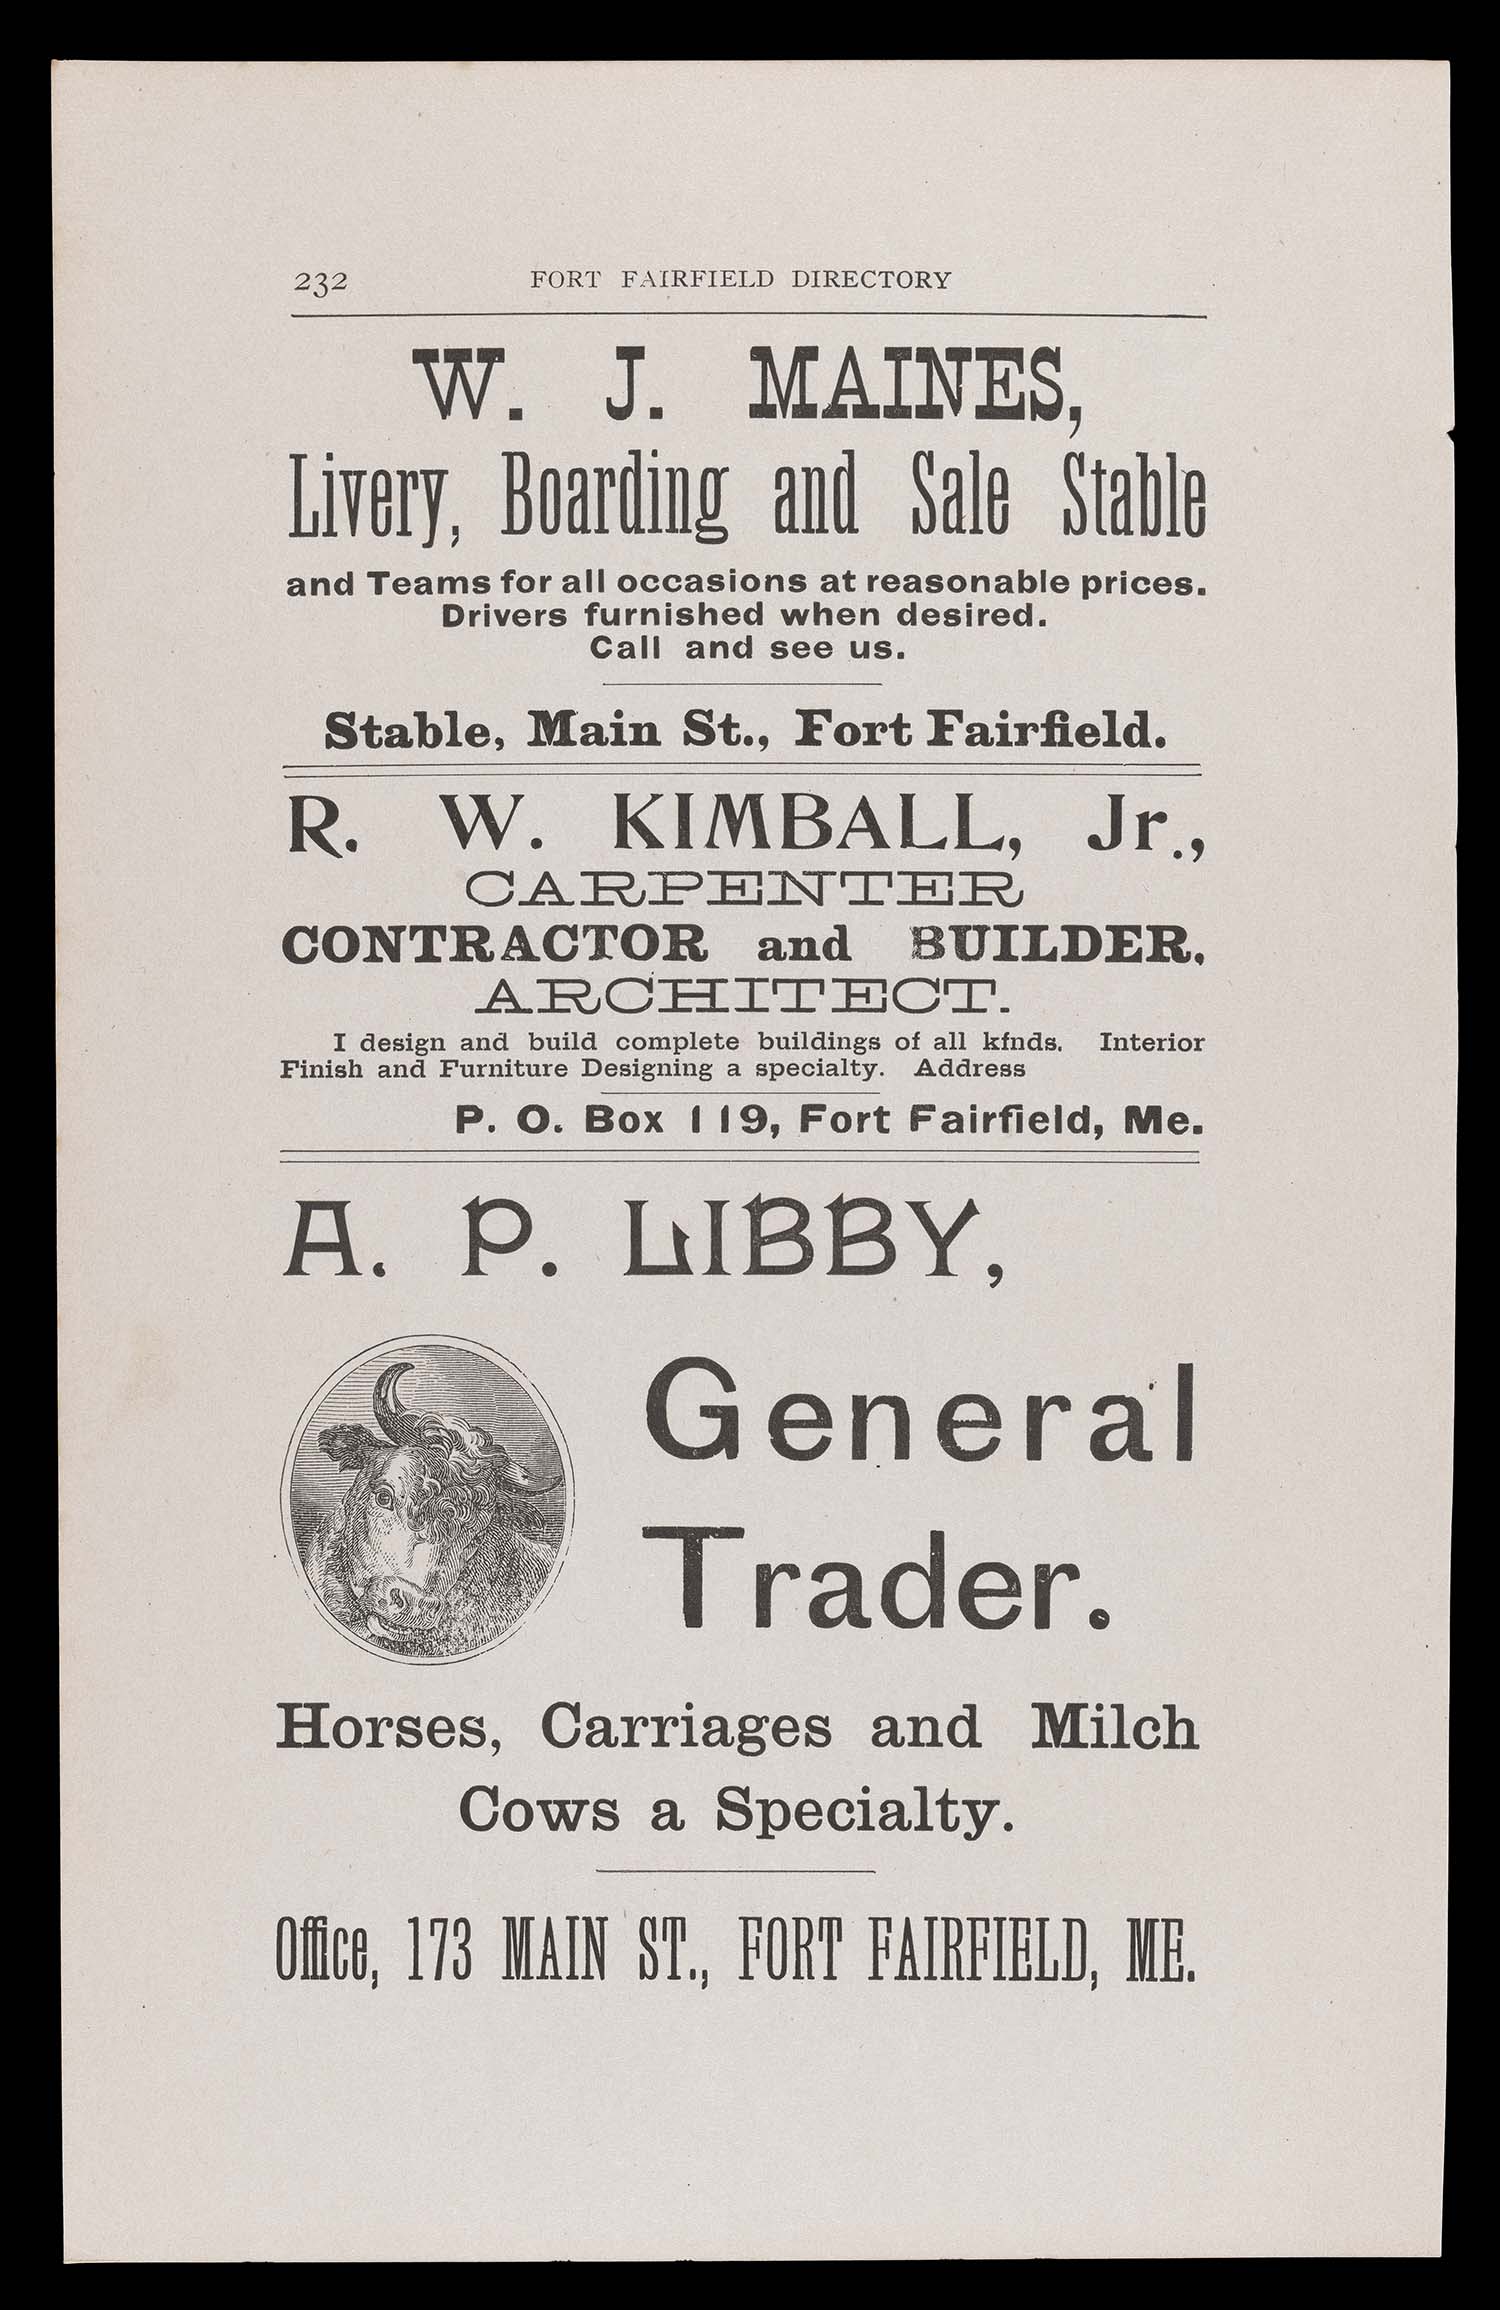 232 FORT FAIRFIELD DIRECTORY
W. J. MAINES,
Livery, Boarding and Sale Stable
and Teams for all occasions at reasonable prices.
Drivers furnished when desired.
Call and see us.
Stable, Main St., Fort Fairfield.
R. W. KIMBALL, Jr.,
CARPENTER
CONTRACTOR and BUILDER,
ARCHITECT.
I design and build complete buildings of all kfnds. Interior
Finish and Furniture Designing a specialty. Address
P. O. Box 119, Fort Fairfield, Me.
A. P. LIBBY,
General
Trader.
Horses, Carriages and Milch
Cows a Specialty.
Office, 173 MAIN ST., FORT FAIRFIELD, ME.